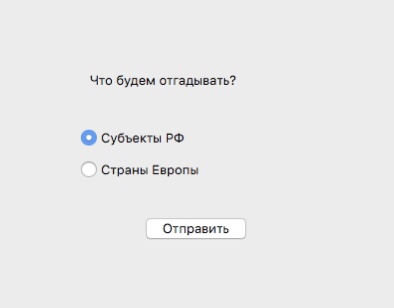 Что будем отгадывать?
Субъекты РФ
Страны Европы
Отправить